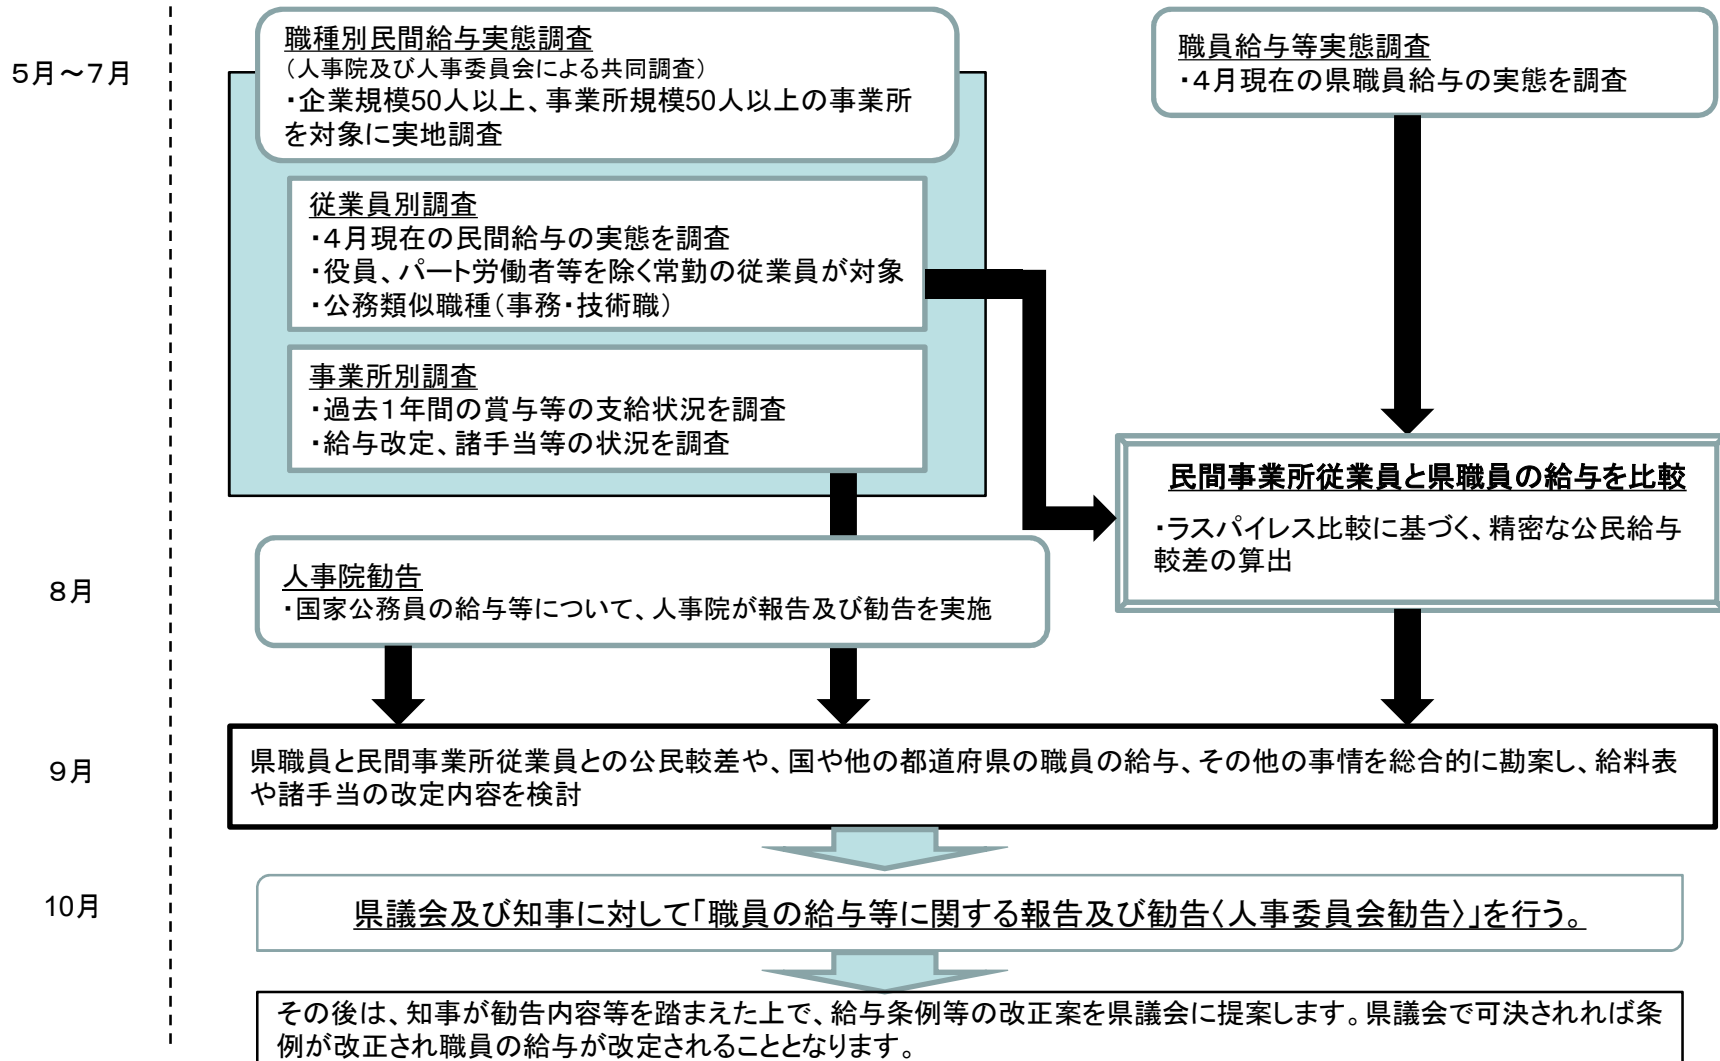 5月～7月
職種別民間給与実態調査
（人事院及び人事委員会による共同調査）
・企業規模50人以上、事業所規模50人以上の事業所
を対象に実地調査
職員給与等実態調査
・4月現在の県職員給与の実態を調査
従業員別調査
・4月現在の民間給与の実態を調査
・役員、パート労働者等を除く常勤の従業員が対象
・公務類似職種（事務・技術職）
事業所別調査
・過去1年間の賞与等の支給状況を調査
・給与改定、諸手当等の状況を調査
民間事業所従業員と県職員の給与を比較
・ラスパイレス比較に基づく、精密な公民給与
較差の算出
8月
人事院勧告
・国家公務員の給与等について、人事院が報告及び勧告を実施
9月
県職員と民間事業所従業員との公民較差や、国や他の都道府県の職員の給与、その他の事情を総合的に勘案し、給料表
や諸手当の改定内容を検討
10月
県議会及び知事に対して「職員の給与等に関する報告及び勧告〈人事委員会勧告〉」を行う。
その後は、知事が勧告内容等を踏まえた上で、給与条例等の改正案を県議会に提案します。県議会で可決されれば条
例が改正され職員の給与が改定されることとなります。